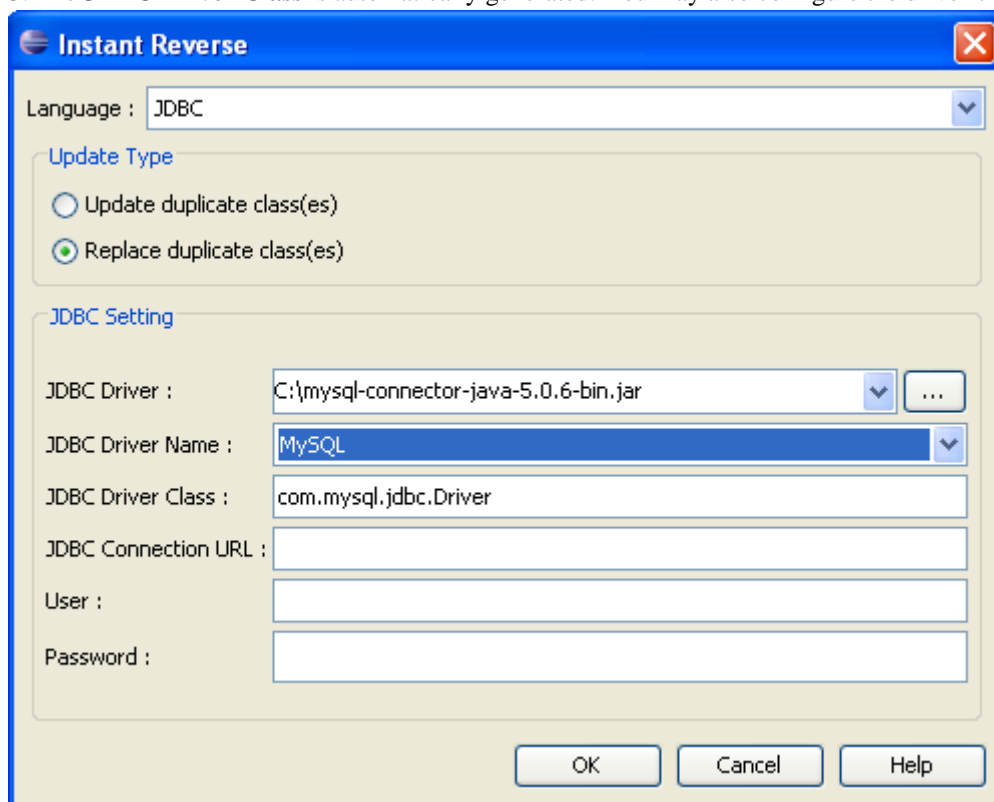 Instant Reverse
Language : JDBC
Update Type
Update duplicate class(es)
Replace duplicate class(es)
JDBC Setting
JDBC Driver : C:\mysql-connector-java-5.0.6-bin.jar ...
JDBC Driver Name : MySQL
JDBC Driver Class : com.mysql.jdbc.Driver
JDBC Connection URL :
User :
Password :
OK Cancel Help